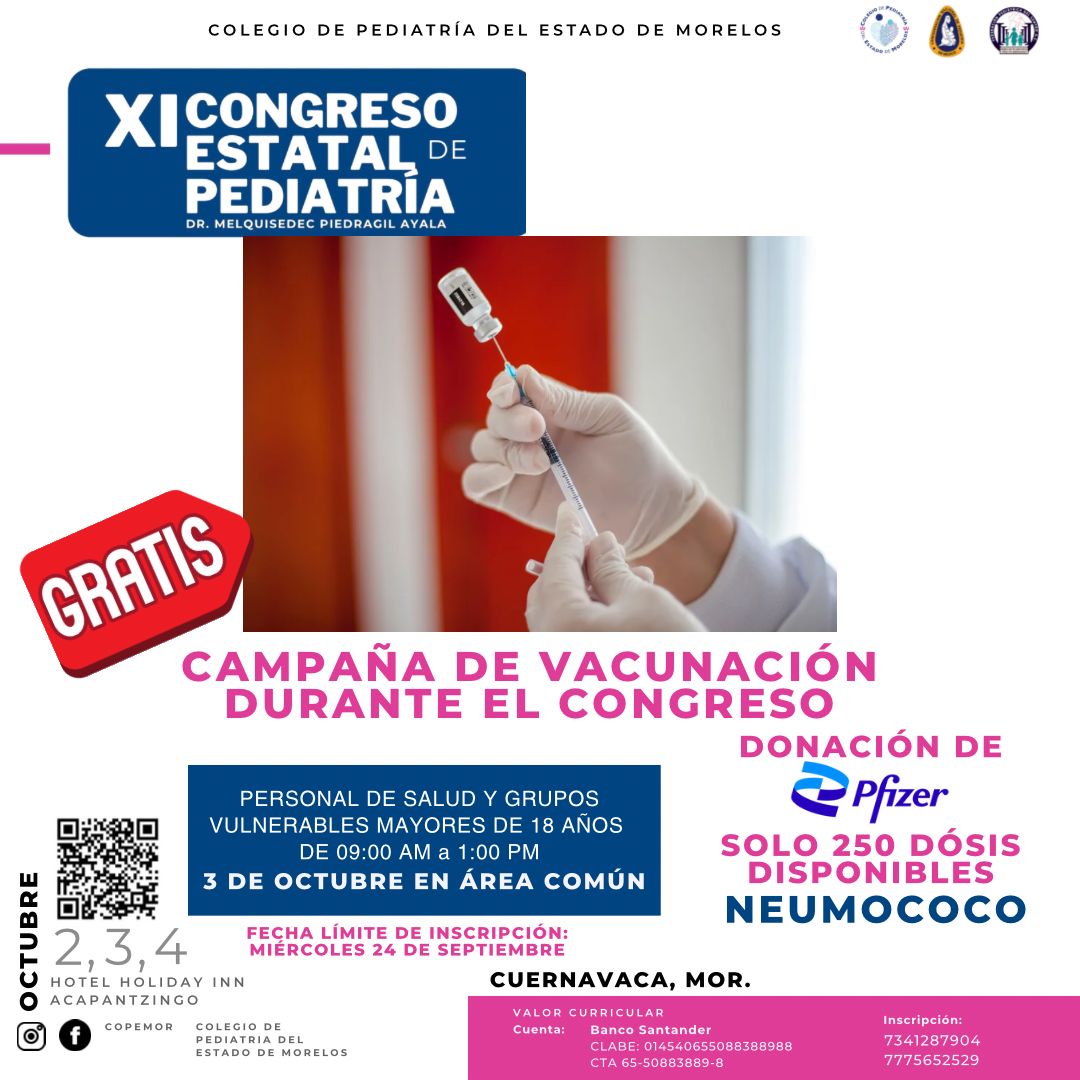 COLEGIO DE PEDIATRÍA DEL ESTADO DE MORELOS
XI CONGRESO
ESTATAL DE
PEDIATRÍA
DR. MELQUISEDEC PIEDRAGIL AYALA
GRATIS
CAMPAÑA DE VACUNACIÓN
DURANTE EL CONGRESO
DONACIÓN DE
Pfizer
SOLO 250 DÓSIS
DISPONIBLES
NEUMOCOCO
PERSONAL DE SALUD Y GRUPOS
VULNERABLES MAYORES DE 18 AÑOS
DE 09:00 AM a 1:00 PM
3 DE OCTUBRE EN ÁREA COMÚN
FECHA LÍMITE DE INSCRIPCIÓN:
MIÉRCOLES 24 DE SEPTIEMBRE
OCTUBRE
2,3,4
HOTEL HOLIDAY INN
ACAPANTZINGO
COPEMOR
COLEGIO DE
PEDIATRIA DEL
ESTADO DE MORELOS
CUERNAVACA, MOR.
VALOR CURRICULAR
Cuenta: Banco Santander
CLABE: 014540655088388988
CTA 65-50883889-8
Inscripción:
7341287904
7775652529